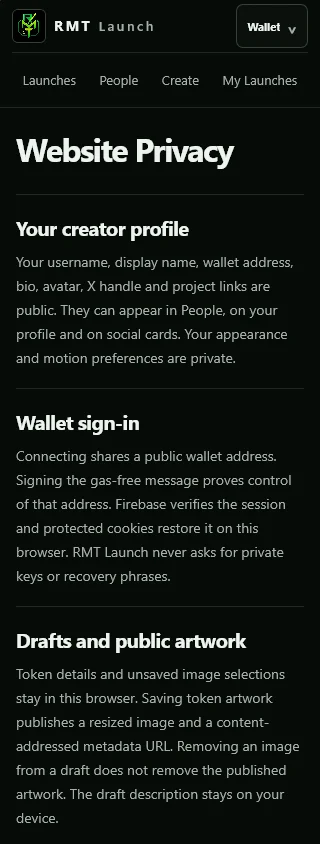 RMT Launch
Wallet
Launches People Create My Launches
Website Privacy
Your creator profile
Your username, display name, wallet address,
bio, avatar, X handle and project links are
public. They can appear in People, on your
profile and on social cards. Your appearance
and motion preferences are private.
Wallet sign-in
Connecting shares a public wallet address.
Signing the gas-free message proves control
of that address. Firebase verifies the session
and protected cookies restore it on this
browser. RMT Launch never asks for private
keys or recovery phrases.
Drafts and public artwork
Token details and unsaved image selections
stay in this browser. Saving token artwork
publishes a resized image and a content-
addressed metadata URL. Removing an image
from a draft does not remove the published
artwork. The draft description stays on your
device.